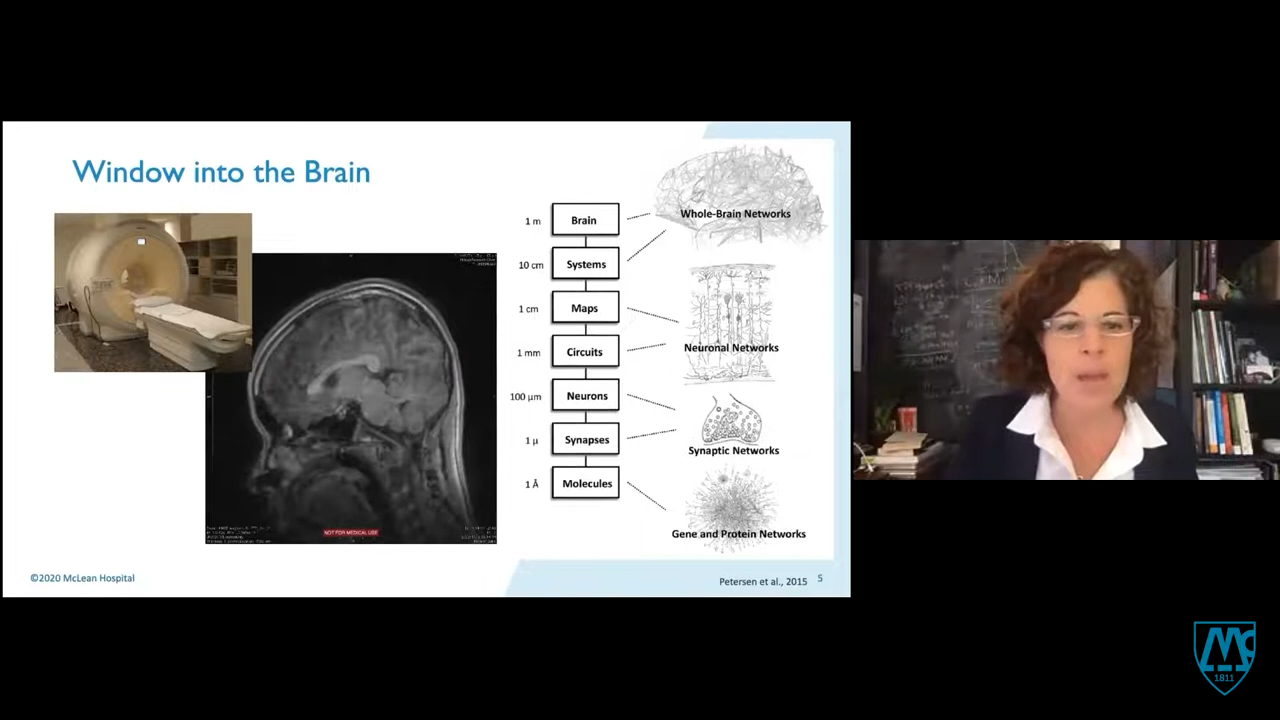 Window into the Brain
1 m
Brain
10 cm
Systems
1 cm
Maps
1 mm
Circuits
100 μm
Neurons
1 μ
Synapses
1 Å
Molecules
Whole-Brain Networks
Neuronal Networks
Synaptic Networks
Gene and Protein Networks
NOT FOR MEDICAL USE
©2020 McLean Hospital
Petersen et al., 2015
5
Mc
1811